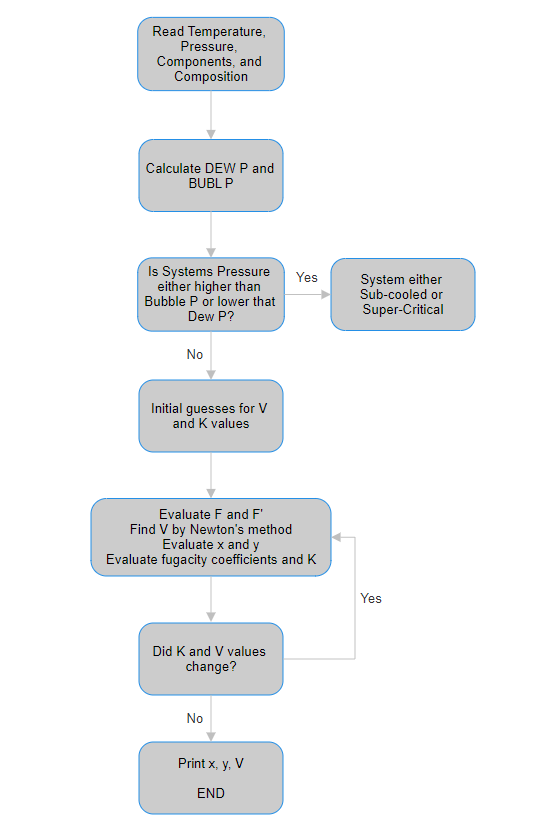 Read Temperature,
Pressure,
Components, and
Composition
Calculate DEW P and
BUBL P
Is Systems Pressure
either higher than
Bubble P or lower that
Dew P?
Yes
System either
Sub-cooled or
Super-Critical
No
Initial guesses for V
and K values
Evaluate F and F'
Find V by Newton's method
Evaluate x and y
Evaluate fugacity coefficients and K
Yes
Did K and V values
change?
No
Print x, y, V
END